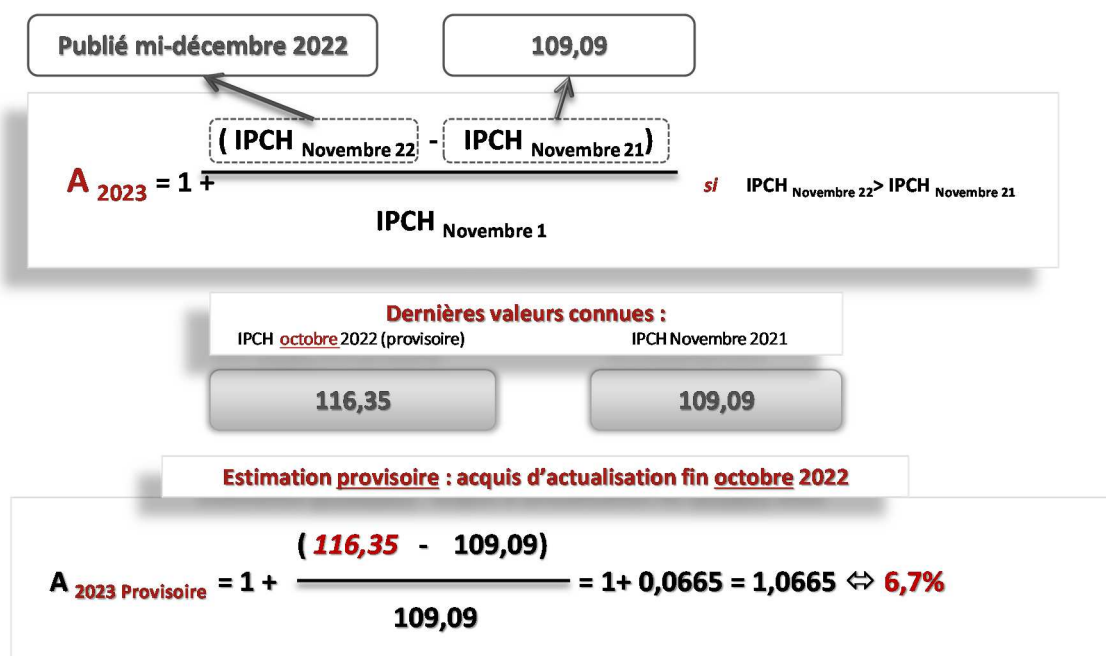 Publié mi-décembre 2022
109,09
( IPCH Novembre 22 - IPCH Novembre 21)
A 2023 = 1 +
si IPCH Novembre 22> IPCH Novembre 21
IPCH Novembre 1
Dernières valeurs connues :
IPCH octobre 2022 (provisoire) IPCH Novembre 2021
116,35 109,09
Estimation provisoire : acquis d'actualisation fin octobre 2022
( 116,35 - 109,09)
A 2023 Provisoire = 1 + = 1+ 0,0665 = 1,0665 ⬄ 6,7%
109,09